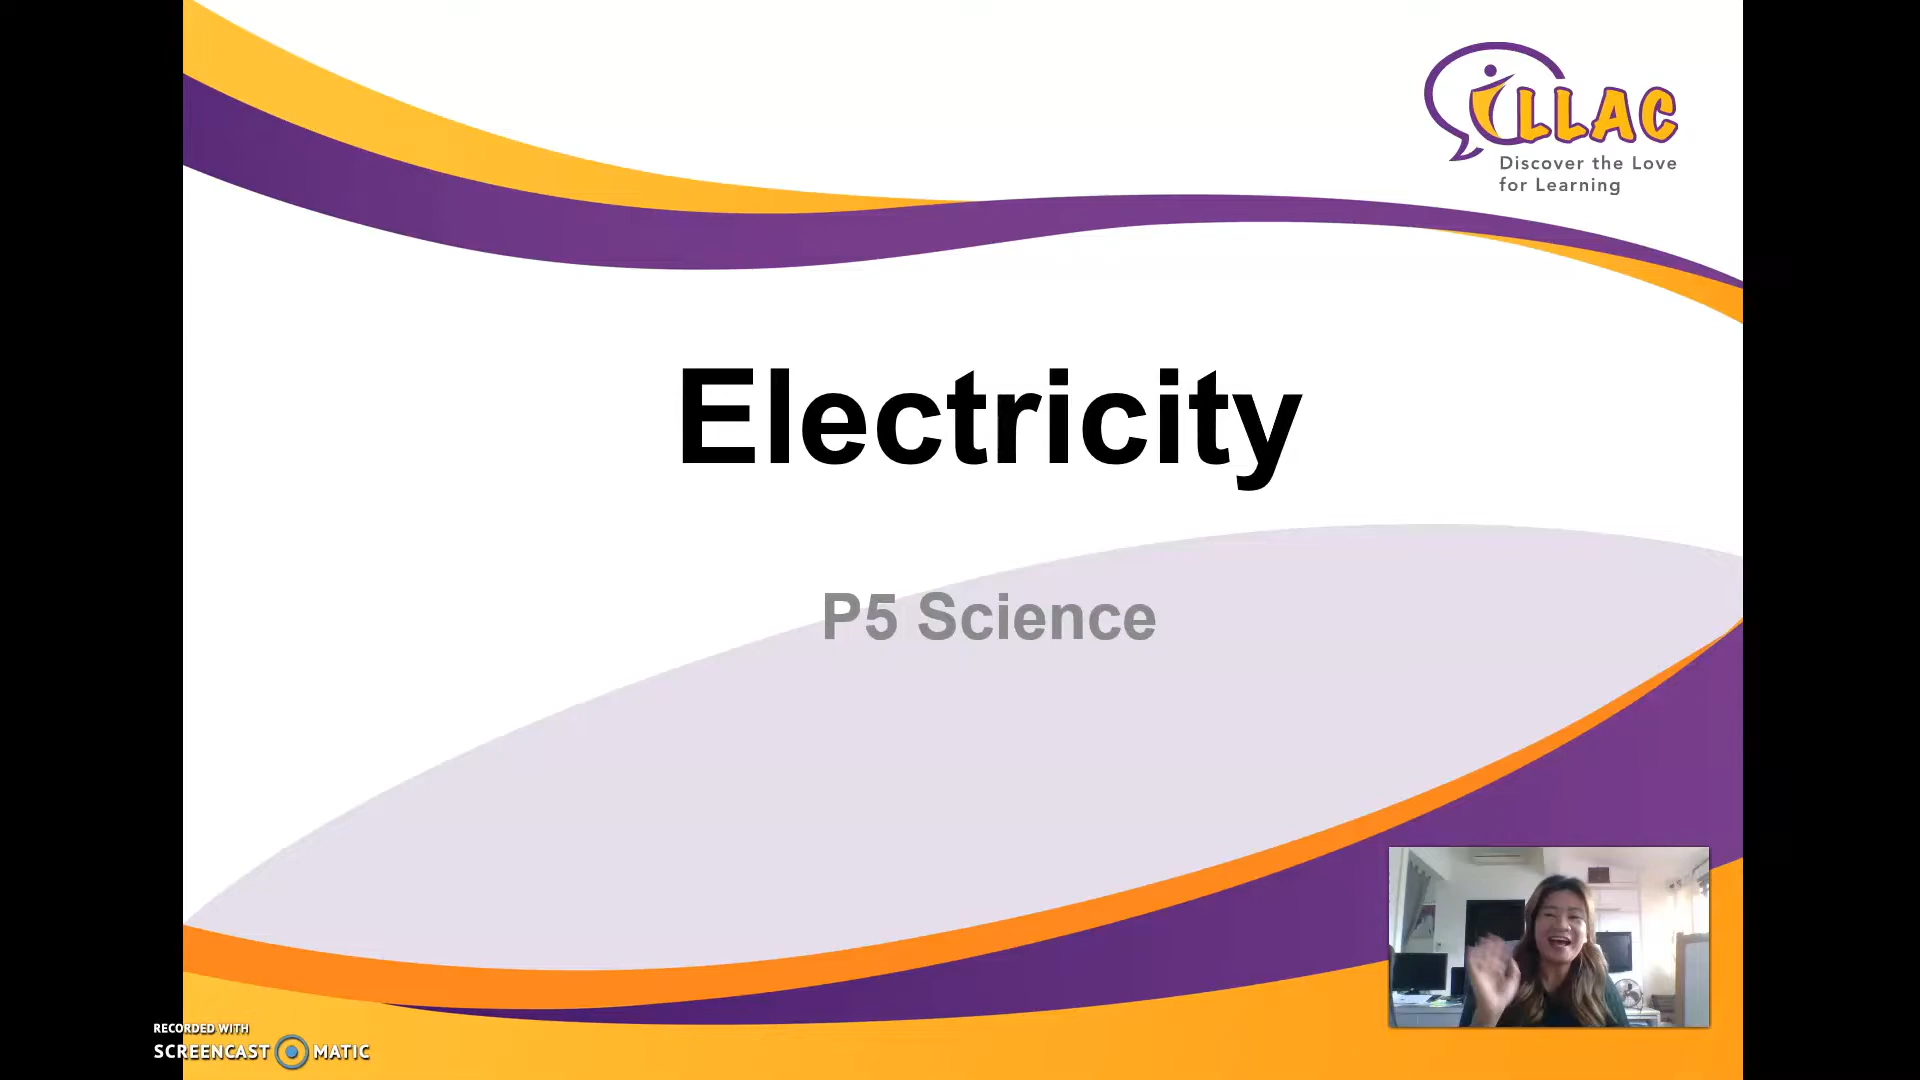 iLLAC
Discover the Love
for Learning
Electricity
P5 Science
RECORDED WITH
SCREENCAST MATIC